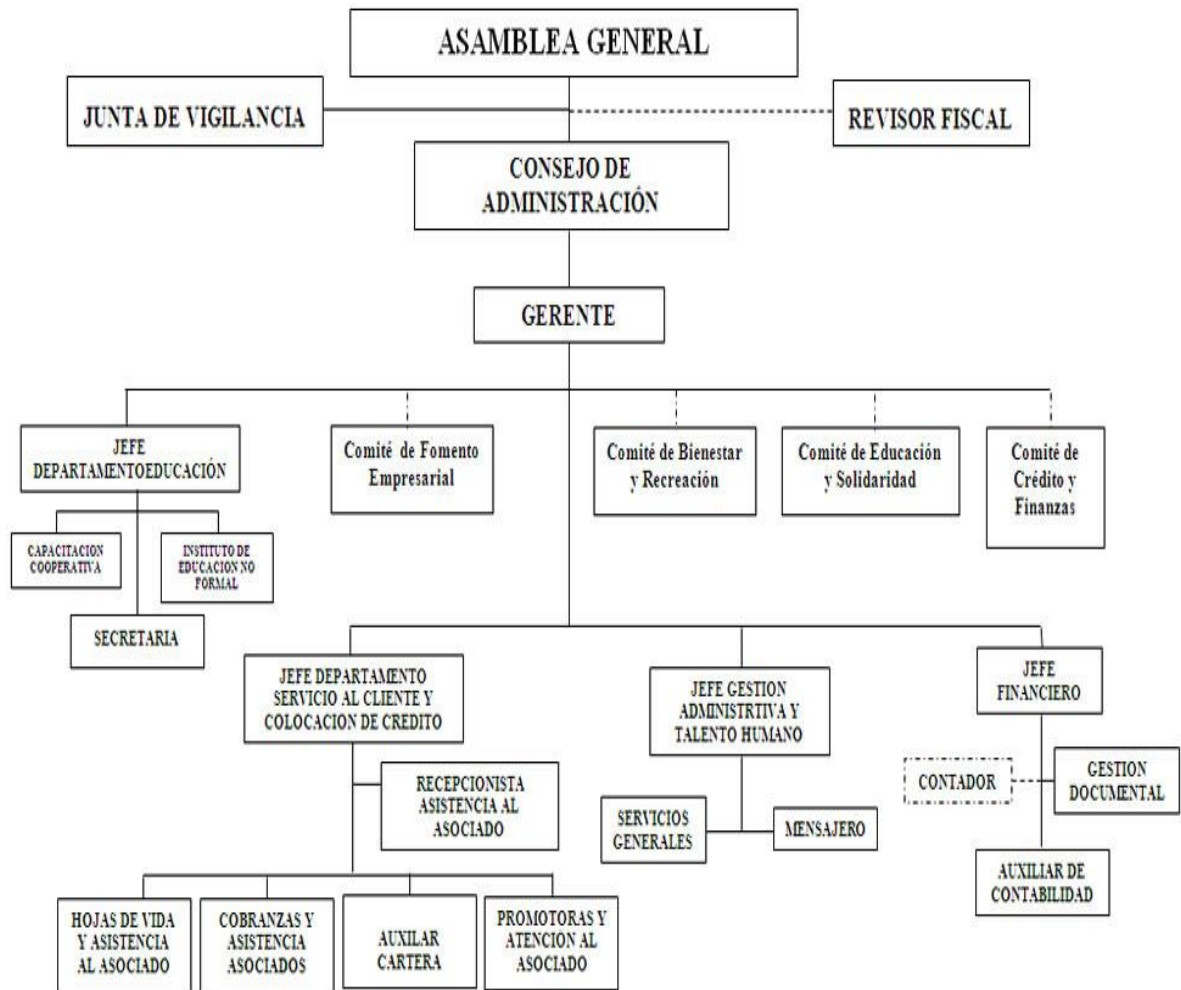 ASAMBLEA GENERAL
JUNTA DE VIGILANCIA
REVISOR FISCAL
CONSEJO DE
ADMINISTRACIÓN
GERENTE
JEFE
DEPARTAMENTOEDUCACIÓN
Comité de Fomento
Empresarial
Comité de Bienestar
y Recreación
Comité de Educación
y Solidaridad
Comité de
Crédito y
Finanzas
CAPACITACION
COOPERATIVA
INSTITUTO DE
EDUCACION NO
FORMAL
SECRETARIA
JEFE DEPARTAMENTO
SERVICIO AL CLIENTE Y
COLOCACION DE CREDITO
JEFE GESTION
ADMINISTRTIVA Y
TALENTO HUMANO
JEFE
FINANCIERO
RECEPCIONISTA
ASISTENCIA AL
ASOCIADO
SERVICIOS
GENERALES
MENSAJERO
CONTADOR
GESTION
DOCUMENTAL
AUXILIAR DE
CONTABILIDAD
HOJAS DE VIDA
Y ASISTENCIA
AL ASOCIADO
COBRANZAS Y
ASISTENCIA
ASOCIADOS
AUXILAR
CARTERA
PROMOTORAS Y
ATENCIÓN AL
ASOCIADO